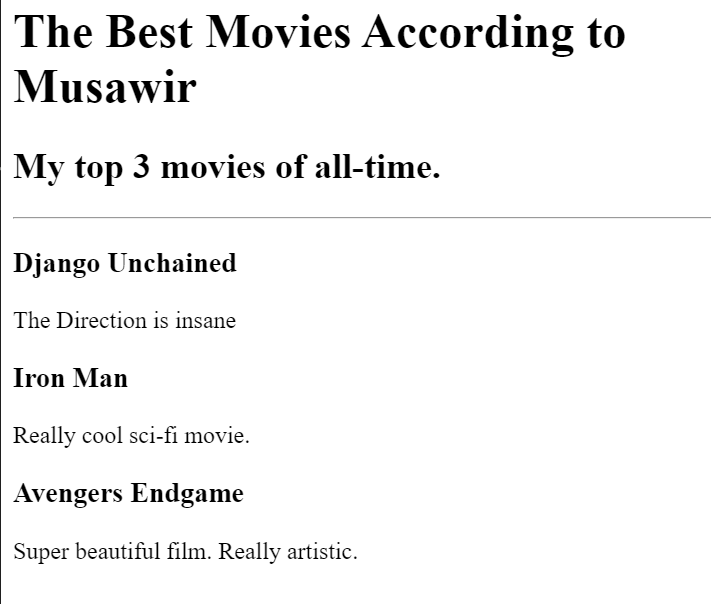 The Best Movies According to
Musawir
My top 3 movies of all-time.
Django Unchained
The Direction is insane
Iron Man
Really cool sci-fi movie.
Avengers Endgame
Super beautiful film. Really artistic.